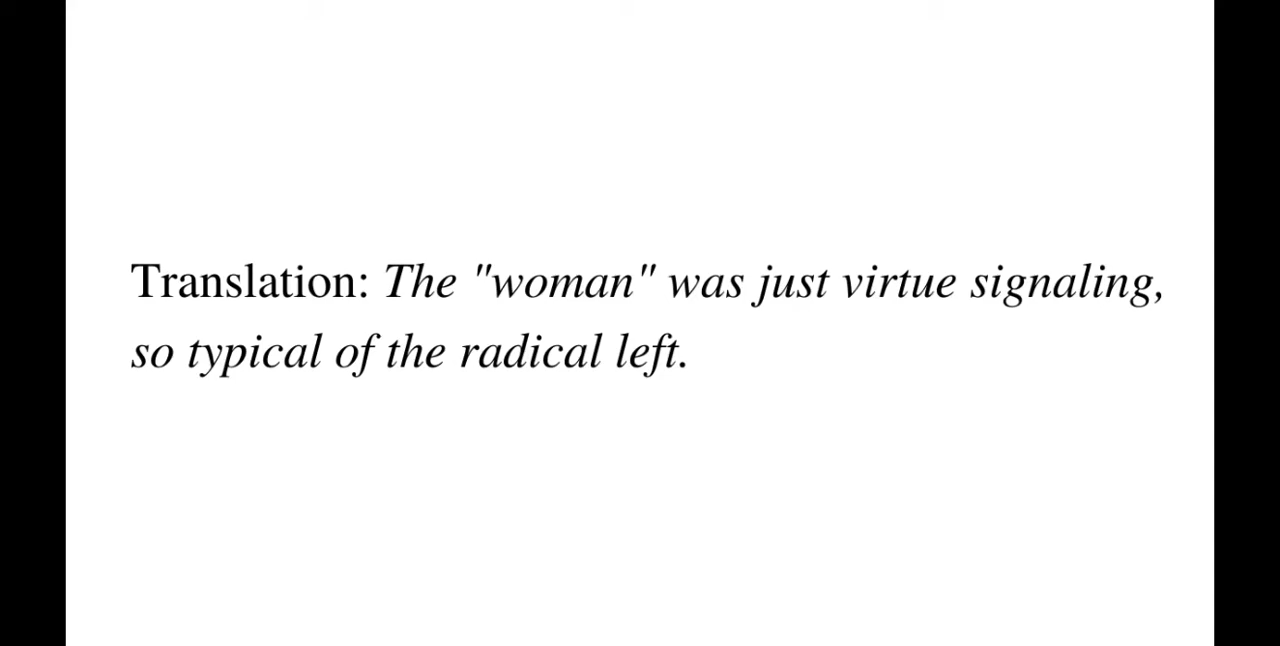 Translation: The "woman" was just virtue signaling,
so typical of the radical left.